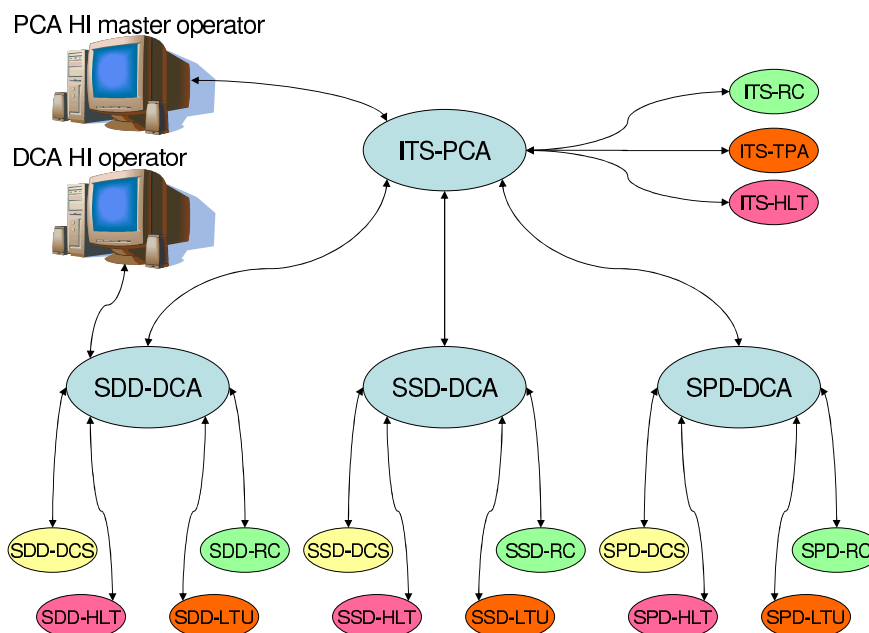 PCA HI master operator
ITS-RC
ITS-PCA
ITS-TPA
DCA HI operator
ITS-HLT
SDD-DCA
SSD-DCA
SPD-DCA
SDD-DCS
SDD-RC
SSD-DCS
SSD-RC
SPD-DCS
SPD-RC
SDD-HLT
SDD-LTU
SSD-HLT
SSD-LTU
SPD-HLT
SPD-LTU